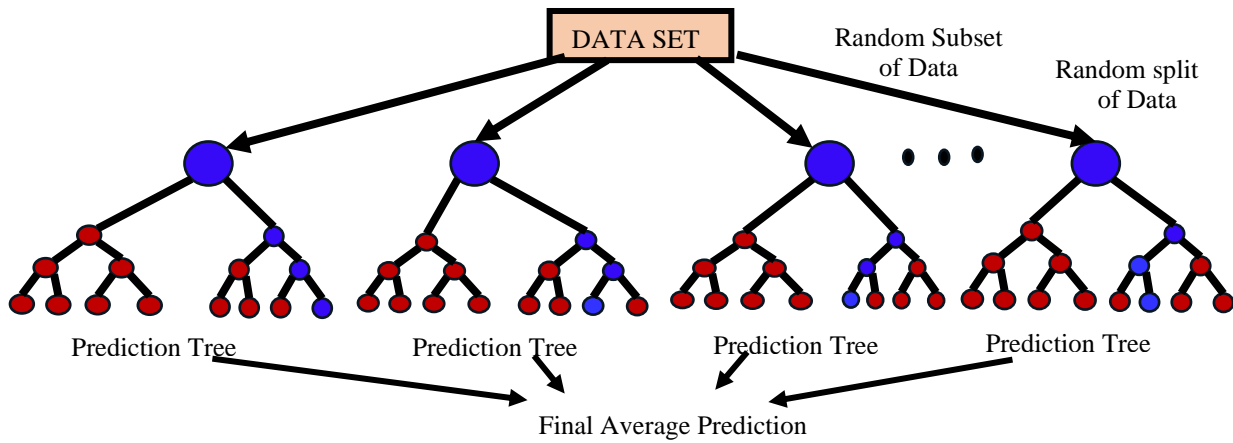 DATA SET
Random Subset
of Data
Random split
of Data
Prediction Tree
Prediction Tree
Prediction Tree
Prediction Tree
Final Average Prediction